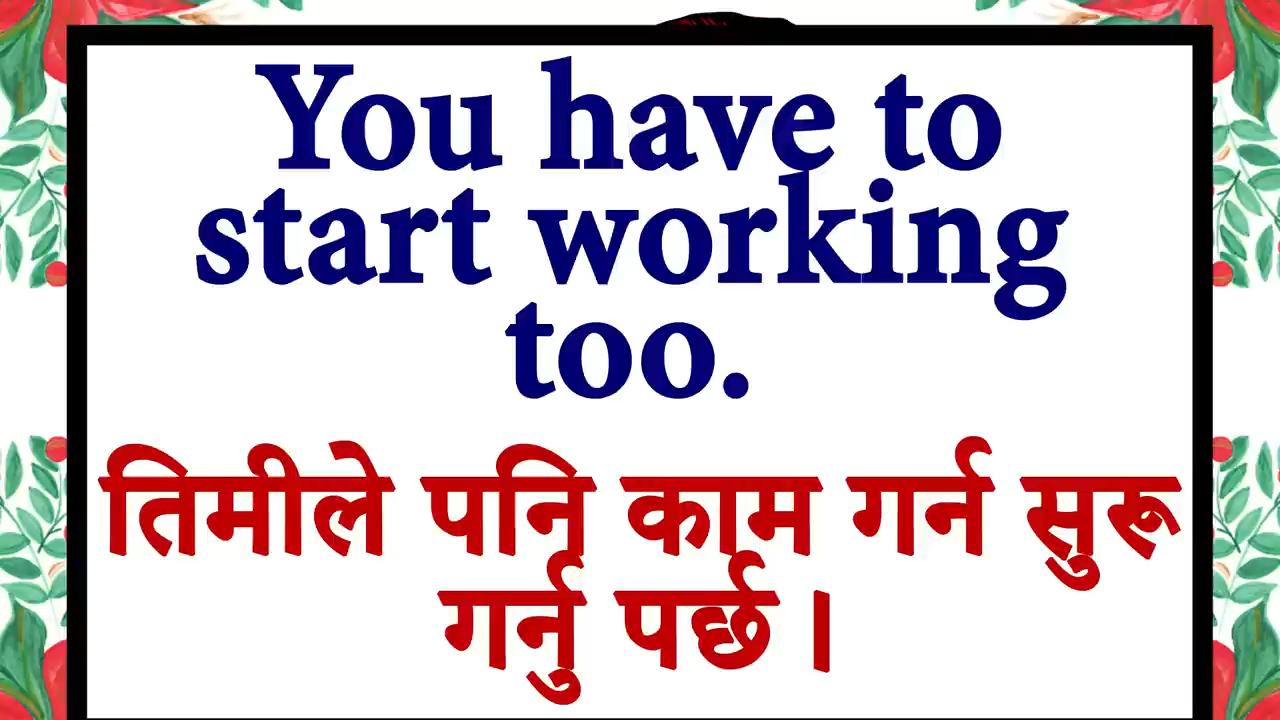 You have to
start working
too.
तिमीले पनि काम गर्न सुरू
गर्नु पर्छ ।